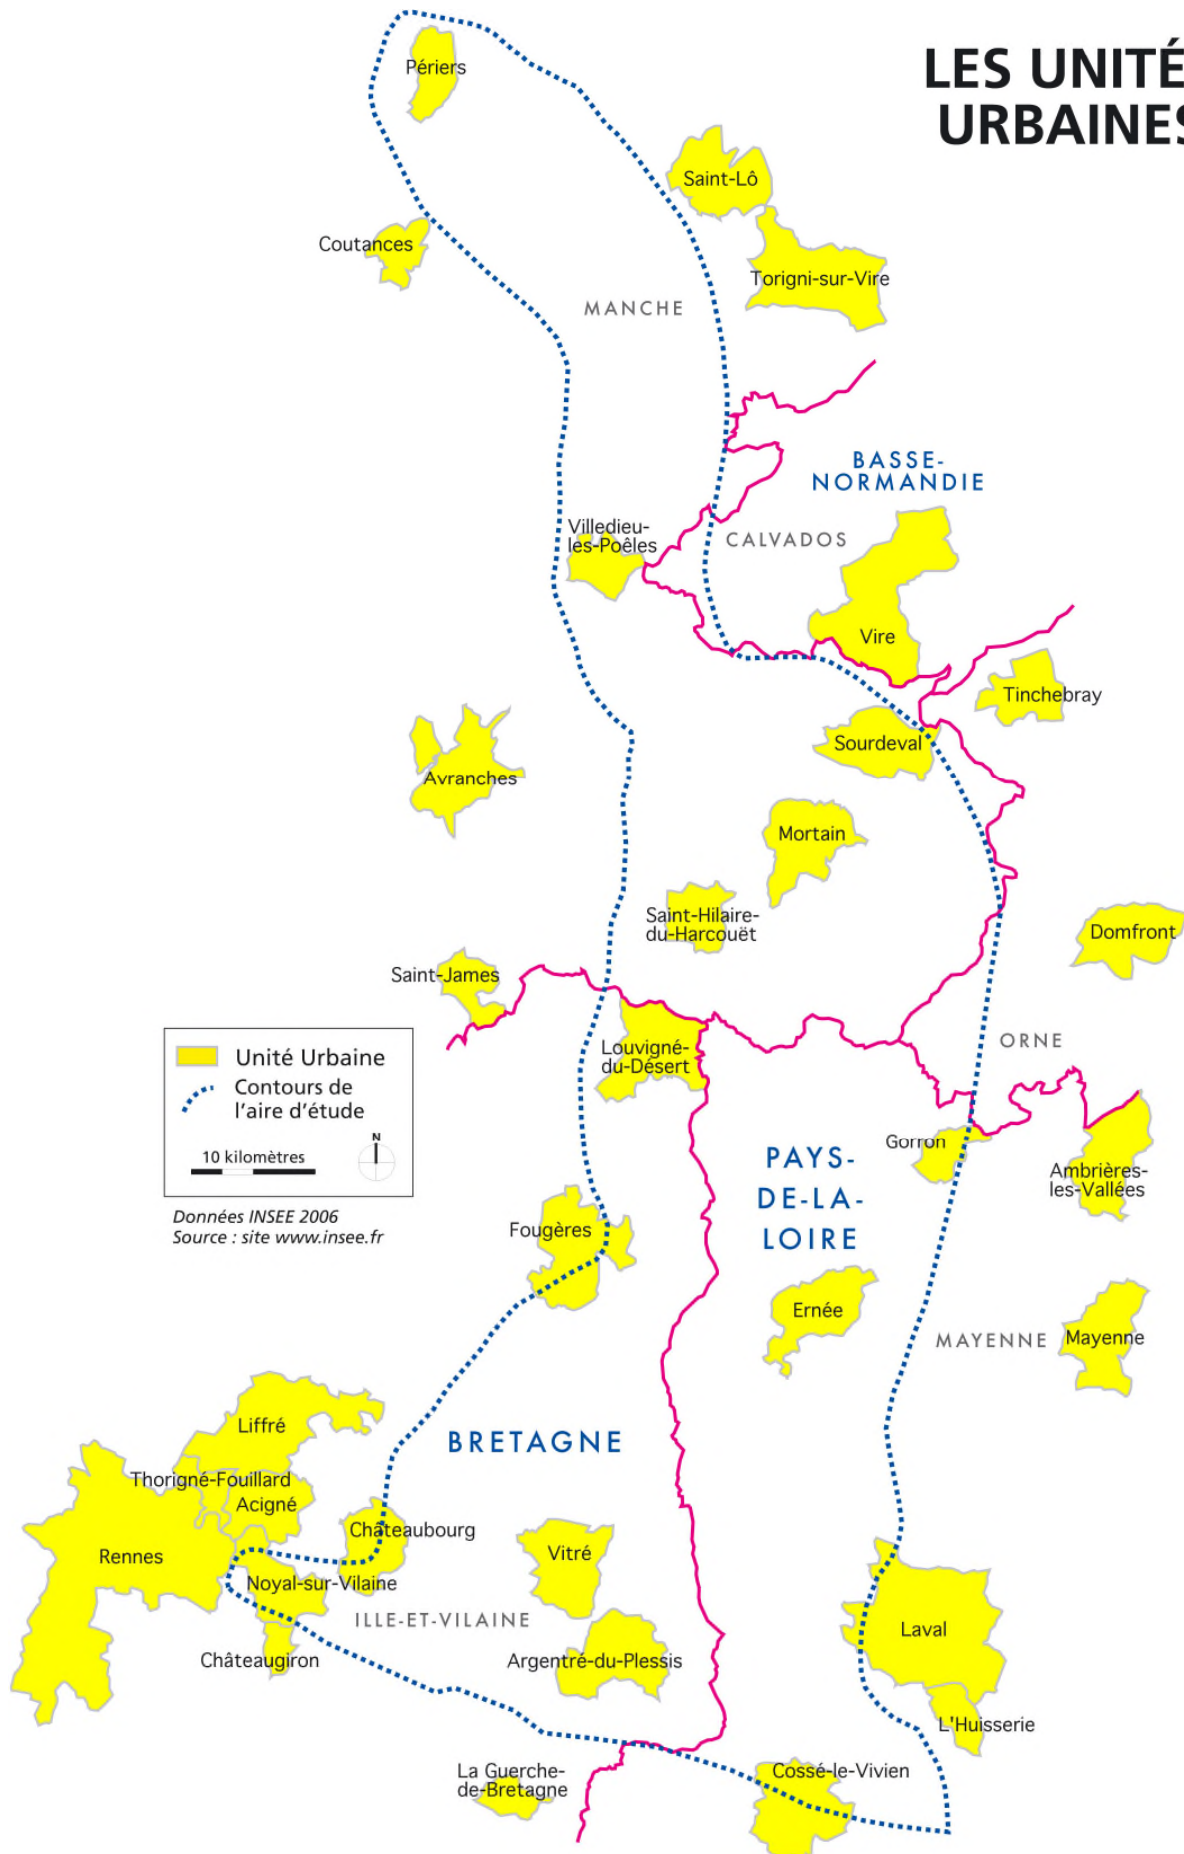 LES UNITÉ
URBAINES
Périers
Saint-Lô
Coutances
Torigni-sur-Vire
MANCHE
BASSE-
NORMANDIE
Villedieu-
les-Poêles
CALVADOS
Vire
Tinchebray
Sourdeval
Avranches
Mortain
Saint-Hilaire-
du-Harcouët
Domfront
Saint-James
ORNE
Louvigné-
du-Désert
Unité Urbaine
Contours de
l'aire d'étude
10 kilomètres
N
Données INSEE 2006
Source : site www.insee.fr
Gorron
PAYS-
DE-LA-
LOIRE
Ambrières-
les-Vallées
Fougères
Ernée
MAYENNE
Mayenne
Liffré
BRETAGNE
Thorigné-Fouillard
Acigné
Châteaubourg
Rennes
Vitré
Noyal-sur-Vilaine
ILLE-ET-VILAINE
Laval
Châteaugiron
Argentré-du-Plessis
L'Huisserie
La Guerche-
de-Bretagne
Cossé-le-Vivien